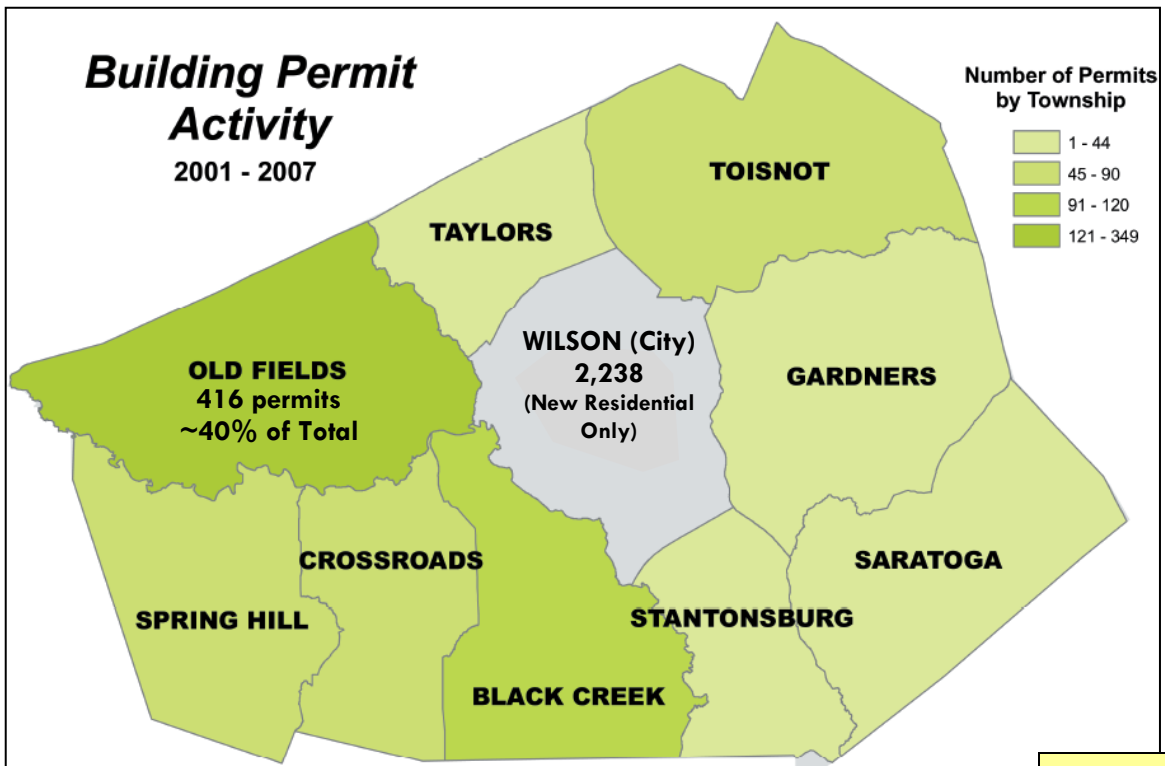 Building Permit
Activity
2001 - 2007
Number of Permits
by Township
1 - 44
45 - 90
91 - 120
121 - 349
TOISNOT
TAYLORS
WILSON (City)
2,238
(New Residential
Only)
OLD FIELDS
416 permits
~40% of Total
GARDNERS
CROSSROADS
SARATOGA
SPRING HILL
STANTONSBURG
BLACK CREEK